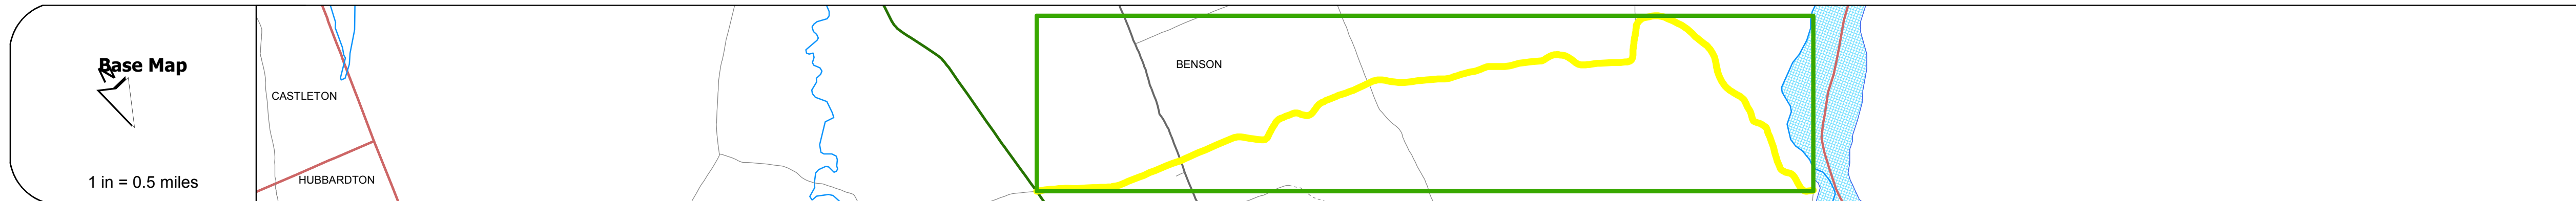 Base Map
N
1 in = 0.5 miles
CASTLETON
HUBBARDTON
BENSON